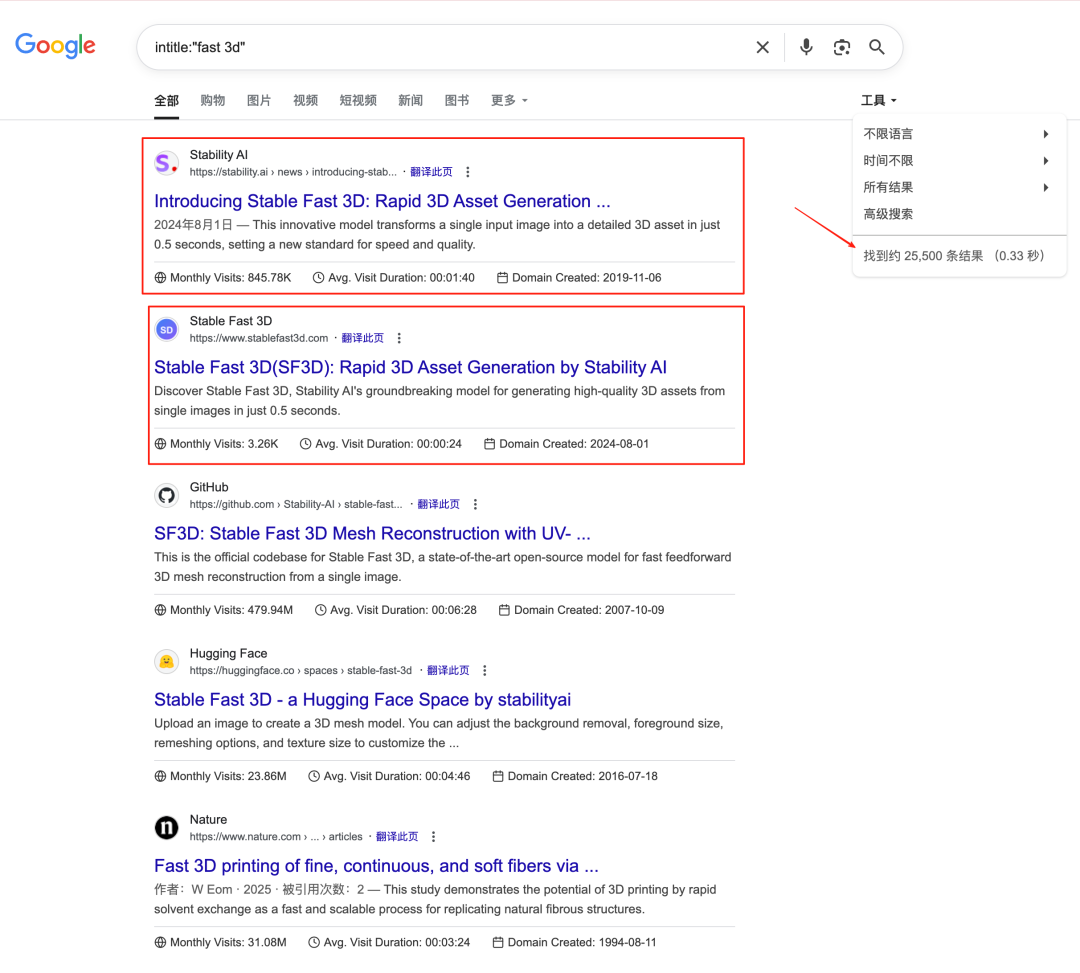 Google
intitle:"fast 3d"
全部 购物 图片 视频 短视频 新闻 图书 更多 工具
不限语言
时间不限
所有结果
高级搜索
找到约 25,500 条结果 （0.33 秒）
Stability AI
https://stability.ai › news › introducing-stab... · 翻译此页
Introducing Stable Fast 3D: Rapid 3D Asset Generation ...
2024年8月1日 — This innovative model transforms a single input image into a detailed 3D asset in just
0.5 seconds, setting a new standard for speed and quality.
Monthly Visits: 845.78K Avg. Visit Duration: 00:01:40 Domain Created: 2019-11-06
SD
Stable Fast 3D
https://www.stablefast3d.com · 翻译此页
Stable Fast 3D(SF3D): Rapid 3D Asset Generation by Stability AI
Discover Stable Fast 3D, Stability AI's groundbreaking model for generating high-quality 3D assets from
single images in just 0.5 seconds.
Monthly Visits: 3.26K Avg. Visit Duration: 00:00:24 Domain Created: 2024-08-01
GitHub
https://github.com › Stability-AI › stable-fast... · 翻译此页
SF3D: Stable Fast 3D Mesh Reconstruction with UV- ...
This is the official codebase for Stable Fast 3D, a state-of-the-art open-source model for fast feedforward
3D mesh reconstruction from a single image.
Monthly Visits: 479.94M Avg. Visit Duration: 00:06:28 Domain Created: 2007-10-09
Hugging Face
https://huggingface.co › spaces › stable-fast-3d · 翻译此页
Stable Fast 3D - a Hugging Face Space by stabilityai
Upload an image to create a 3D mesh model. You can adjust the background removal, foreground size,
remeshing options, and texture size to customize the ...
Monthly Visits: 23.86M Avg. Visit Duration: 00:04:46 Domain Created: 2016-07-18
Nature
https://www.nature.com › ... › articles · 翻译此页
Fast 3D printing of fine, continuous, and soft fibers via ...
作者：W Eom · 2025 · 被引用次数：2 — This study demonstrates the potential of 3D printing by rapid
solvent exchange as a fast and scalable process for replicating natural fibrous structures.
Monthly Visits: 31.08M Avg. Visit Duration: 00:03:24 Domain Created: 1994-08-11